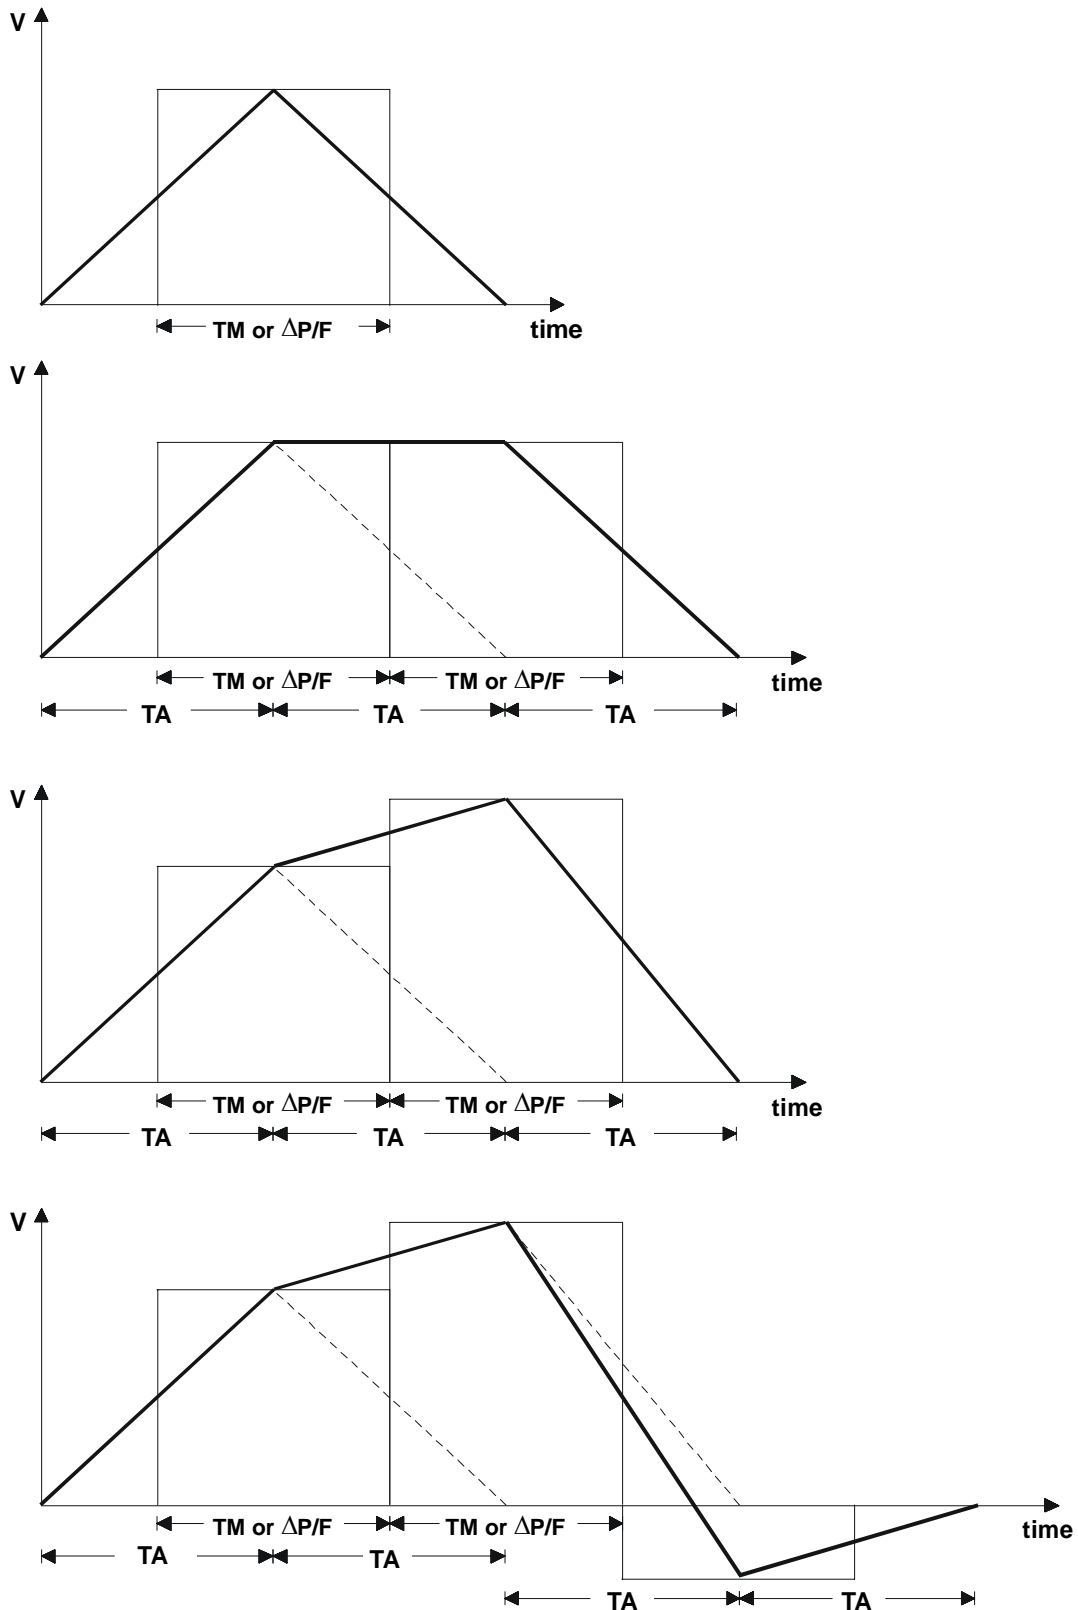 V
TM or ΔP/F
time
V
TM or ΔP/F TM or ΔP/F
time
TA TA TA
V
TM or ΔP/F TM or ΔP/F
time
TA TA TA
V
TM or ΔP/F TM or ΔP/F
time
TA TA
TA TA